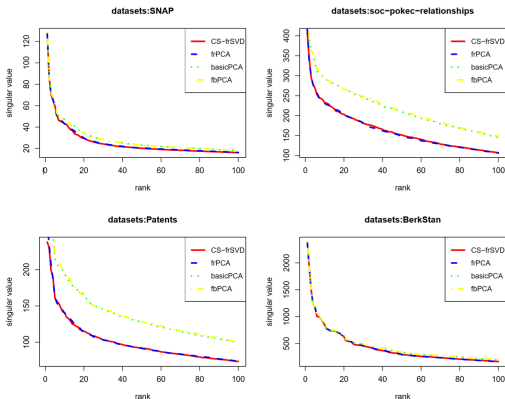 datasets:SNAP
singular value
120
100
80
60
40
20
0
20
40
60
80
100
rank
CS−frSVD
frPCA
basicPCA
fbPCA
datasets:soc−pokec−relationships
singular value
400
350
300
250
200
150
100
0
20
40
60
80
100
rank
CS−frSVD
frPCA
basicPCA
fbPCA
datasets:Patents
singular value
200
150
100
0
20
40
60
80
100
rank
CS−frSVD
frPCA
basicPCA
fbPCA
datasets:BerkStan
singular value
2000
1500
1000
500
0
20
40
60
80
100
rank
CS−frSVD
frPCA
basicPCA
fbPCA